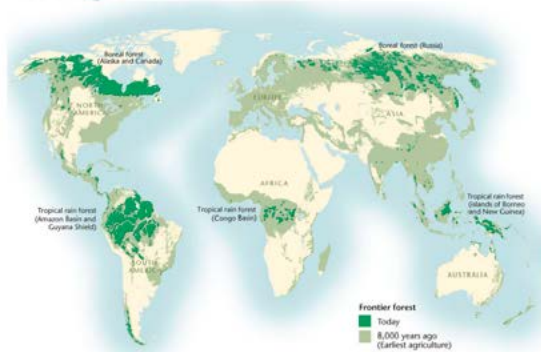 Boreal forest
(Alaska and Canada)
Boreal forest (Russia)
NORTH
AMERICA
EUROPE
ASIA
AFRICA
Tropical rain forest
(Amazon Basin and
Guyana Shield)
Tropical rain forest
(Congo Basin)
Tropical rain forest
(islands of Borneo
and New Guinea)
SOUTH
AMERICA
AUSTRALIA
Frontier forest
Today
8,000 years ago
(Earliest agriculture)